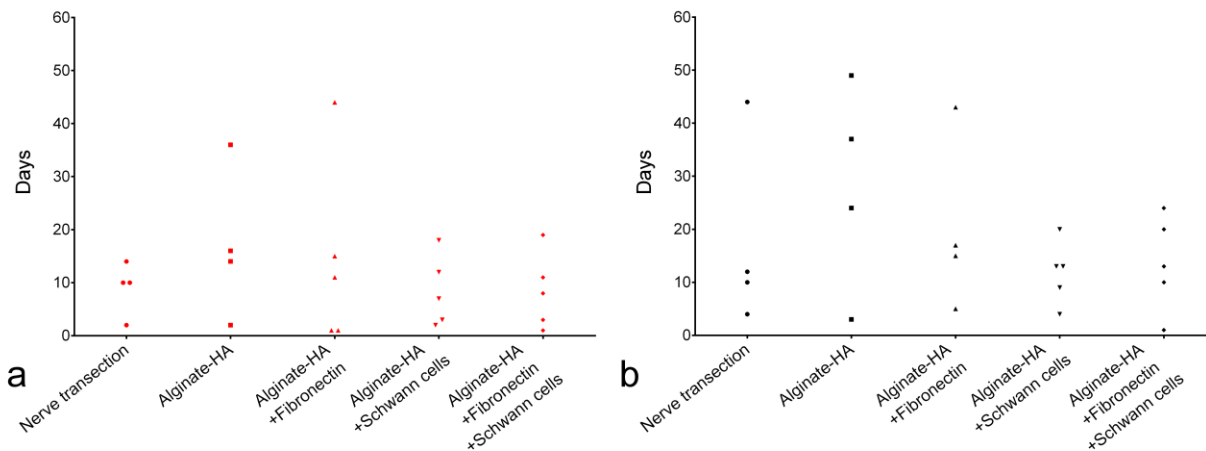 60
50
40
30
20
10
0
Days
Nerve transection
Alginate-HA
Alginate-HA
+Fibronectin
Alginate-HA
+Schwann cells
Alginate-HA
+Fibronectin
+Schwann cells
a
60
50
40
30
20
10
0
Days
Nerve transection
Alginate-HA
Alginate-HA
+Fibronectin
Alginate-HA
+Schwann cells
Alginate-HA
+Fibronectin
+Schwann cells
b